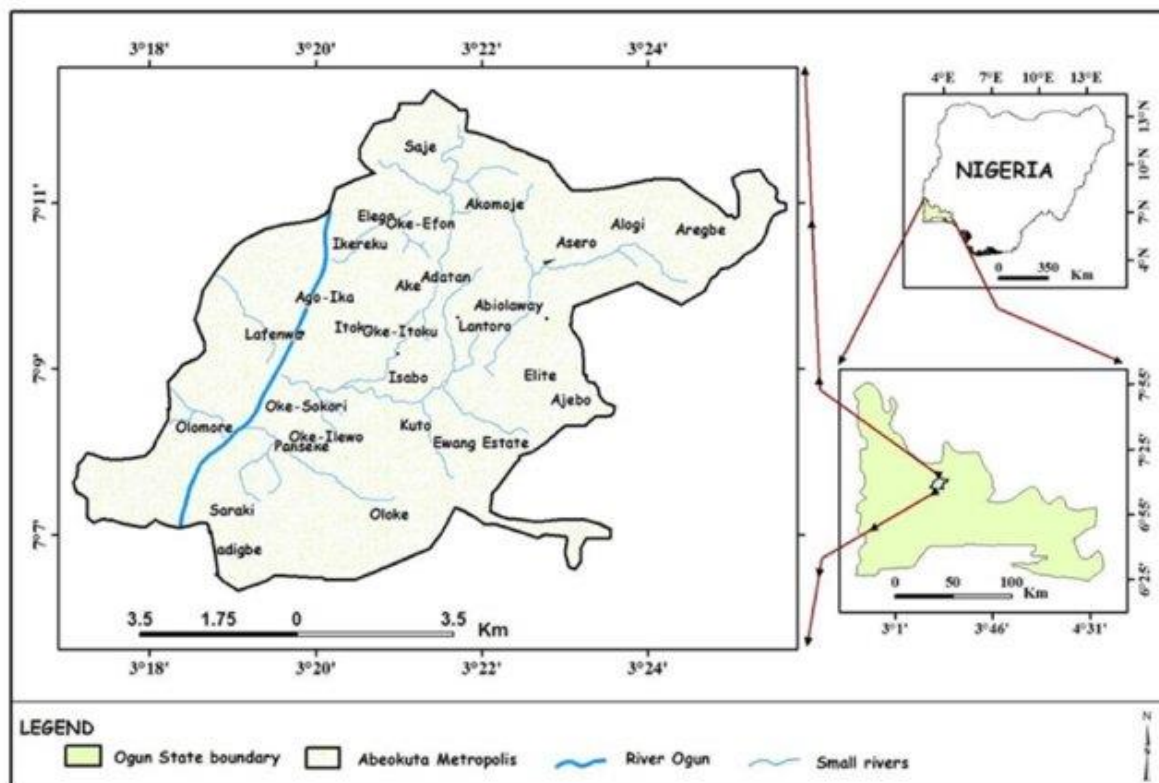 3°18' 3°20' 3°22' 3°24'
7°11'
7°9'
7°7'
Saje
Akomoje
Elega
Oke-Efon
Ikereku
Alogi
Aregbe
Asero
Adatan
Ake
Ago-Ika
Abiolaway
Lafenwa
Itok
Oke-Itoku
Lantoro
Isabo
Elite
Ajebo
Oke-Sokori
Olomore
Kuto
Oke-Ilewo
Ewang Estate
Panseke
Saraki
Oloke
adigbe
3.5 1.75 0 3.5
Km
3°18' 3°20' 3°22' 3°24'
4°E 7°E 10°E 13°E
13°N
10°N
7°N
4°N
NIGERIA
0 350
Km
7°55'
7°25'
6°55'
6°25'
0 50 100
Km
3°1' 3°46' 4°31'
LEGEND
Ogun State boundary Abeokuta Metropolis River Ogun Small rivers
N